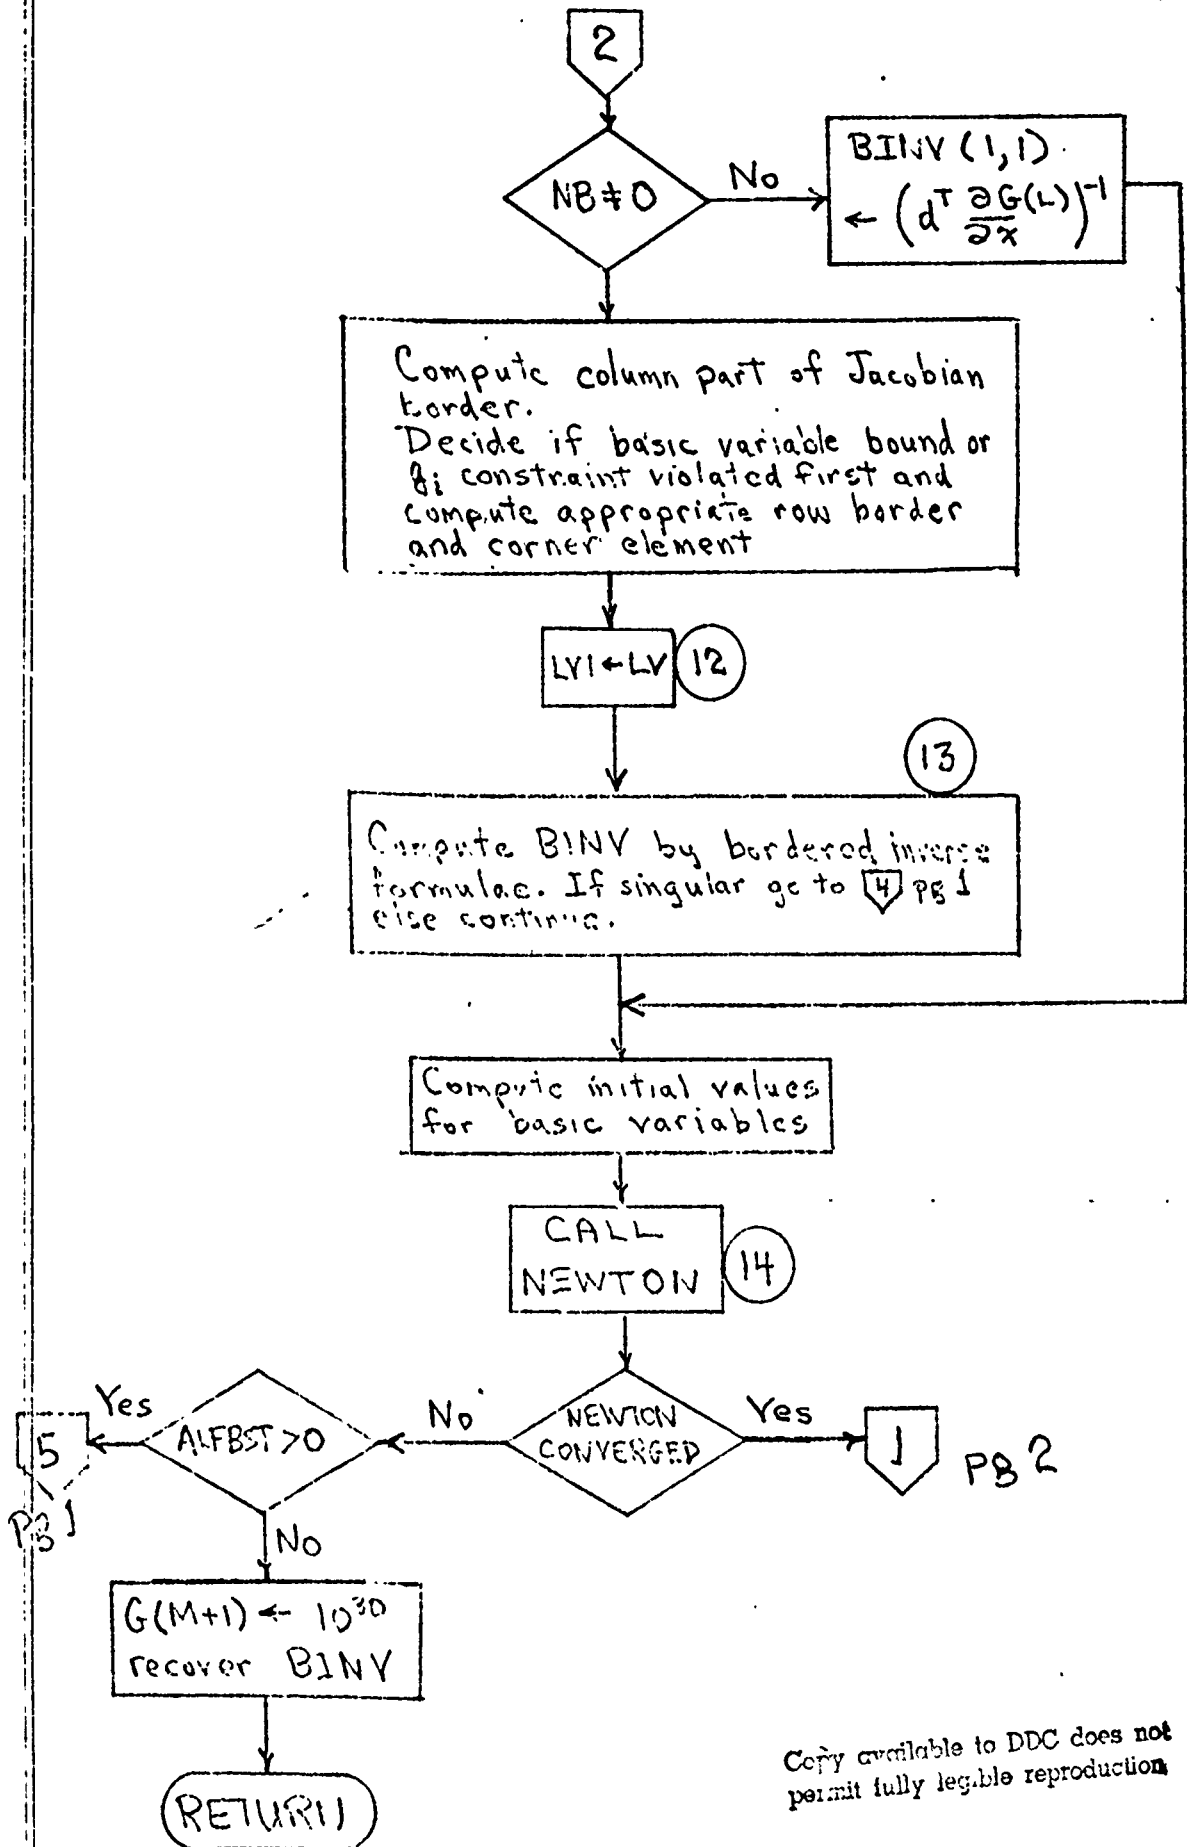 2
NB ≠ 0
No
BINV (1,1)
← (dᵀ ∂G(L)/∂x)⁻¹
Compute column part of Jacobian
border.
Decide if basic variable bound or
gᵢ constraint violated first and
compute appropriate row border
and corner element
LV1 ← LV
12
13
Compute BINV by bordered inverse
formulae. If singular go to 4 pg 1
else continue.
Compute initial values
for basic variables
CALL
NEWTON
14
NEWTON
CONVERGED
Yes
1
pg 2
No
ALFBST > 0
Yes
5
pg 1
No
G(M+1) ← 10³⁰
recover BINV
RETURN
Copy available to DDC does not
permit fully legible reproduction